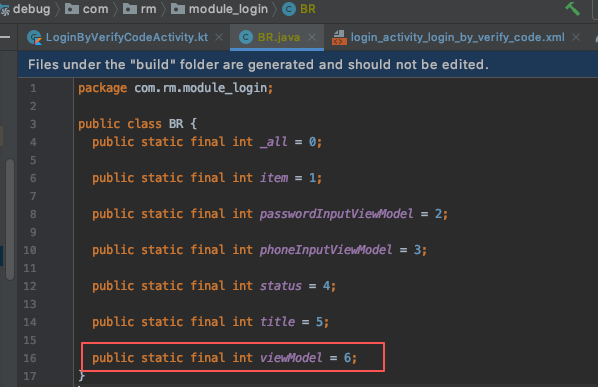 debug › com › rm › module_login › BR
LoginByVerifyCodeActivity.kt × BR.java × login_activity_login_by_verify_code.xml ×
Files under the "build" folder are generated and should not be edited.
1 package com.rm.module_login;
2
3 public class BR {
4 public static final int _all = 0;
5
6 public static final int item = 1;
7
8 public static final int passwordInputViewModel = 2;
9
10 public static final int phoneInputViewModel = 3;
11
12 public static final int status = 4;
13
14 public static final int title = 5;
15
16 public static final int viewModel = 6;
17 }